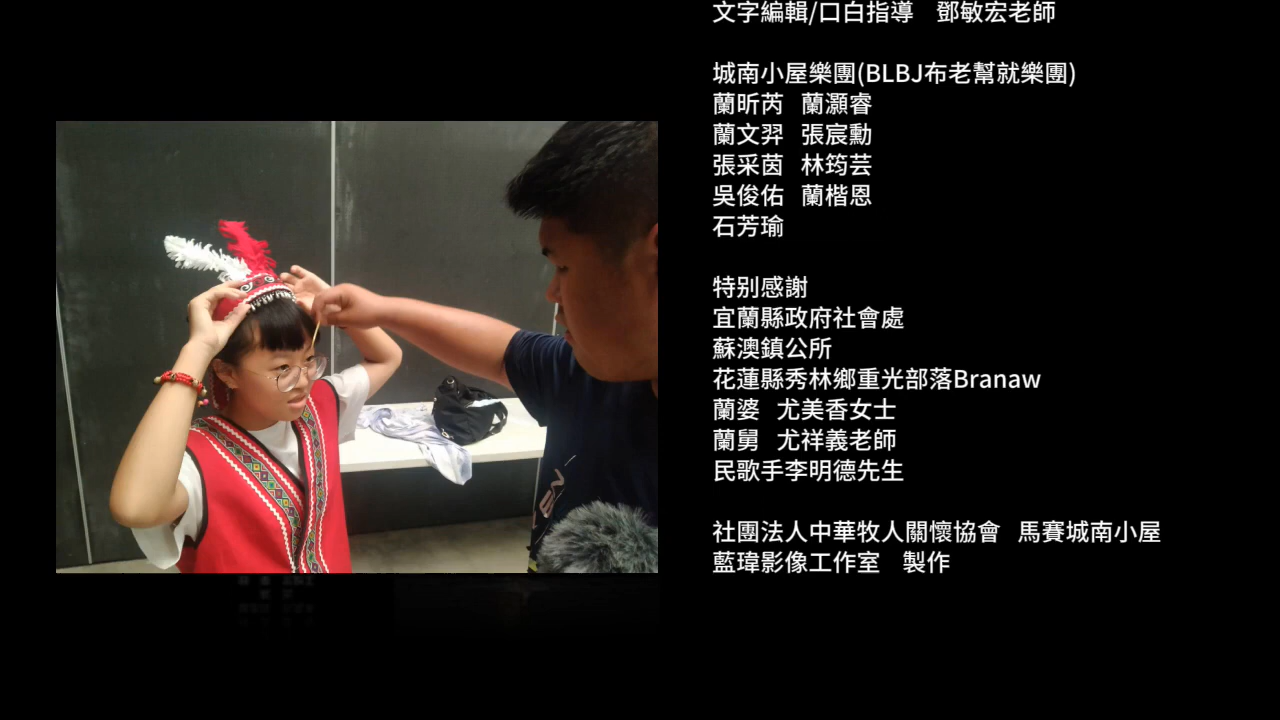 文字編輯/口白指導 鄧敏宏老師
城南小屋樂團(BLBJ布老幫就樂團)
蘭昕芮 蘭灝睿
蘭文羿 張宸勳
張采茵 林筠芸
吳俊佑 蘭楷恩
石芳瑜
特别感謝
宜蘭縣政府社會處
蘇澳鎮公所
花蓮縣秀林鄉重光部落Branaw
蘭婆 尤美香女士
蘭舅 尤祥義老師
民歌手李明德先生
社團法人中華牧人關懷協會 馬賽城南小屋
藍瑋影像工作室 製作